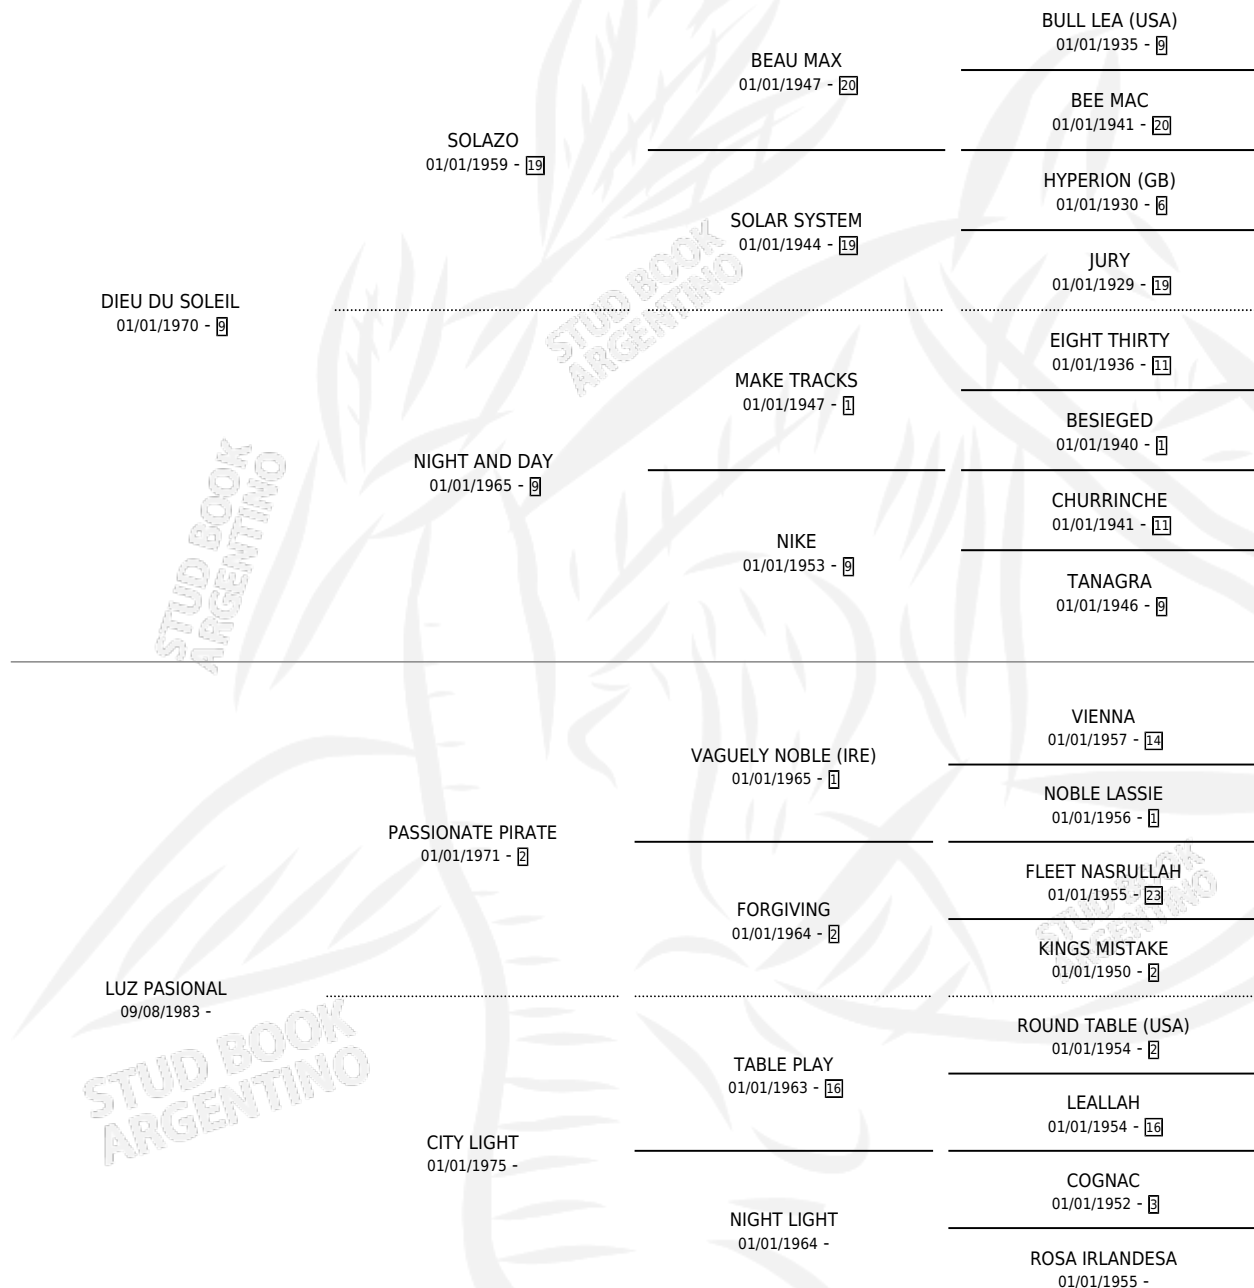 BULL LEA (USA)
01/01/1935 - 9
BEAU MAX
01/01/1947 - 20
BEE MAC
01/01/1941 - 20
SOLAZO
01/01/1959 - 19
HYPERION (GB)
01/01/1930 - 6
SOLAR SYSTEM
01/01/1944 - 19
JURY
01/01/1929 - 19
DIEU DU SOLEIL
01/01/1970 - 9
EIGHT THIRTY
01/01/1936 - 11
MAKE TRACKS
01/01/1947 - 1
BESIEGED
01/01/1940 - 1
NIGHT AND DAY
01/01/1965 - 9
CHURRINCHE
01/01/1941 - 11
NIKE
01/01/1953 - 9
TANAGRA
01/01/1946 - 9
STUD BOOK
ARGENTINO
STUD BOOK
ARGENTINO
VIENNA
01/01/1957 - 14
VAGUELY NOBLE (IRE)
01/01/1965 - 1
NOBLE LASSIE
01/01/1956 - 1
PASSIONATE PIRATE
01/01/1971 - 2
FLEET NASRULLAH
01/01/1955 - 23
FORGIVING
01/01/1964 - 2
KINGS MISTAKE
01/01/1950 - 2
LUZ PASIONAL
09/08/1983 -
ROUND TABLE (USA)
01/01/1954 - 2
TABLE PLAY
01/01/1963 - 16
LEALLAH
01/01/1954 - 16
CITY LIGHT
01/01/1975 -
COGNAC
01/01/1952 - 3
NIGHT LIGHT
01/01/1964 -
ROSA IRLANDESA
01/01/1955 -
STUD BOOK
ARGENTINO
STUD BOOK
ARGENTINO